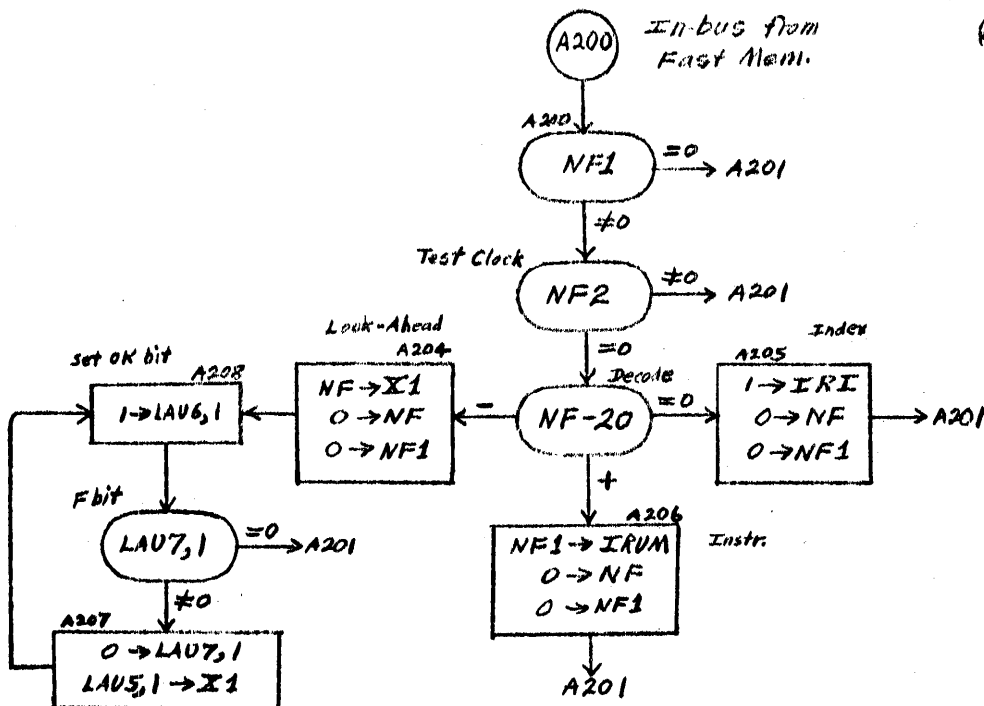 A200
In-bus from
Fast Mem.
A200
NF1
=0
A201
≠0
Test Clock
NF2
≠0
A201
=0
Look-Ahead
A204
NF→X1
0→NF
0→NF1
Decode
NF-20
-
=0
+
Index
A205
1→IRI
0→NF
0→NF1
A201
Set OK bit
A208
1→LAU6,1
F bit
LAU7,1
=0
A201
≠0
A207
0→LAU7,1
LAU5,1→X1
A206
NF1→IRUM
0→NF
0→NF1
Instr.
A201